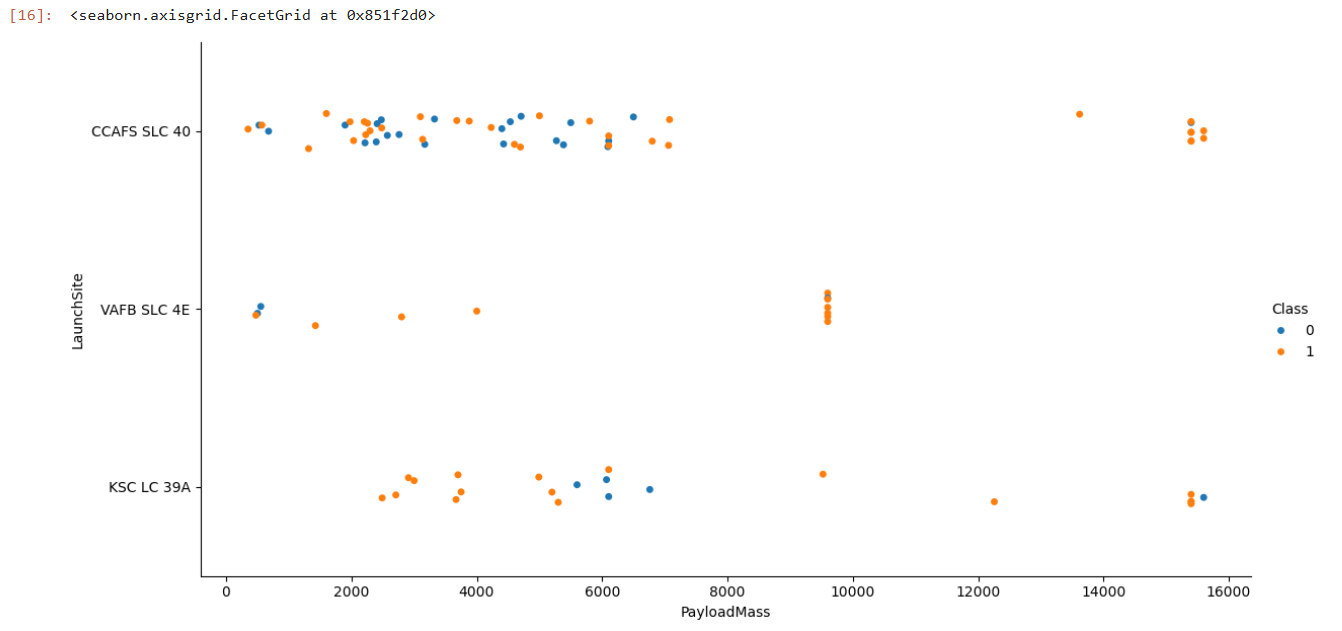 [16]: <seaborn.axisgrid.FacetGrid at 0x851f2d0>
CCAFS SLC 40
VAFB SLC 4E
KSC LC 39A
LaunchSite
0 2000 4000 6000 8000 10000 12000 14000 16000
PayloadMass
Class
0
1